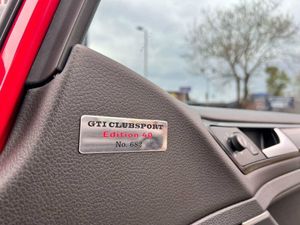 GTI CLUBSPORT
Edition 40
No. 682